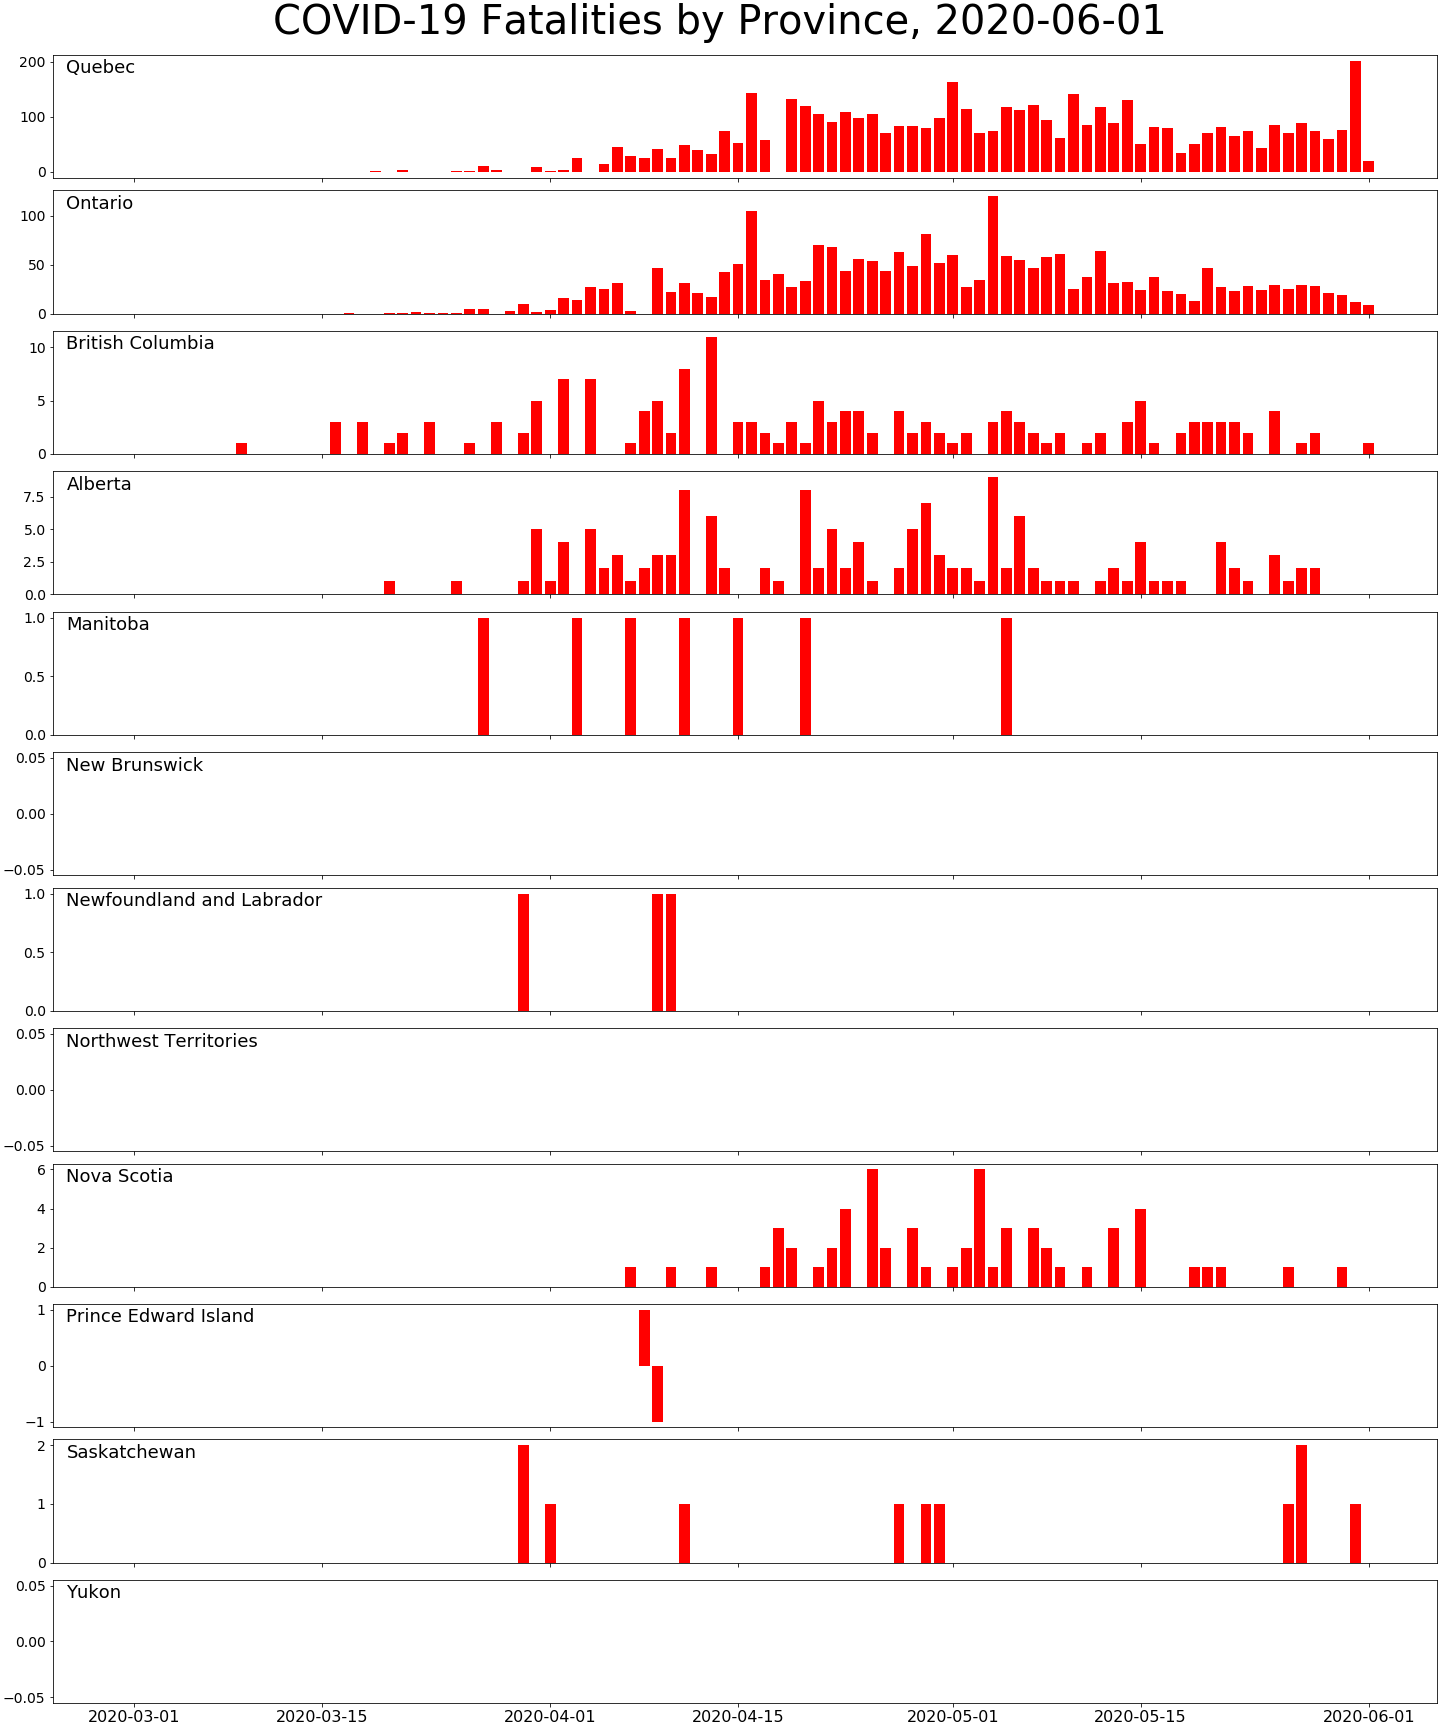 COVID-19 Fatalities by Province, 2020-06-01
Quebec
200
100
0
Ontario
100
50
0
British Columbia
10
5
0
Alberta
7.5
5.0
2.5
0.0
Manitoba
1.0
0.5
0.0
New Brunswick
0.05
0.00
−0.05
Newfoundland and Labrador
1.0
0.5
0.0
Northwest Territories
0.05
0.00
−0.05
Nova Scotia
6
4
2
0
Prince Edward Island
1
0
−1
Saskatchewan
2
1
0
Yukon
0.05
0.00
−0.05
2020-03-01 2020-03-15 2020-04-01 2020-04-15 2020-05-01 2020-05-15 2020-06-01